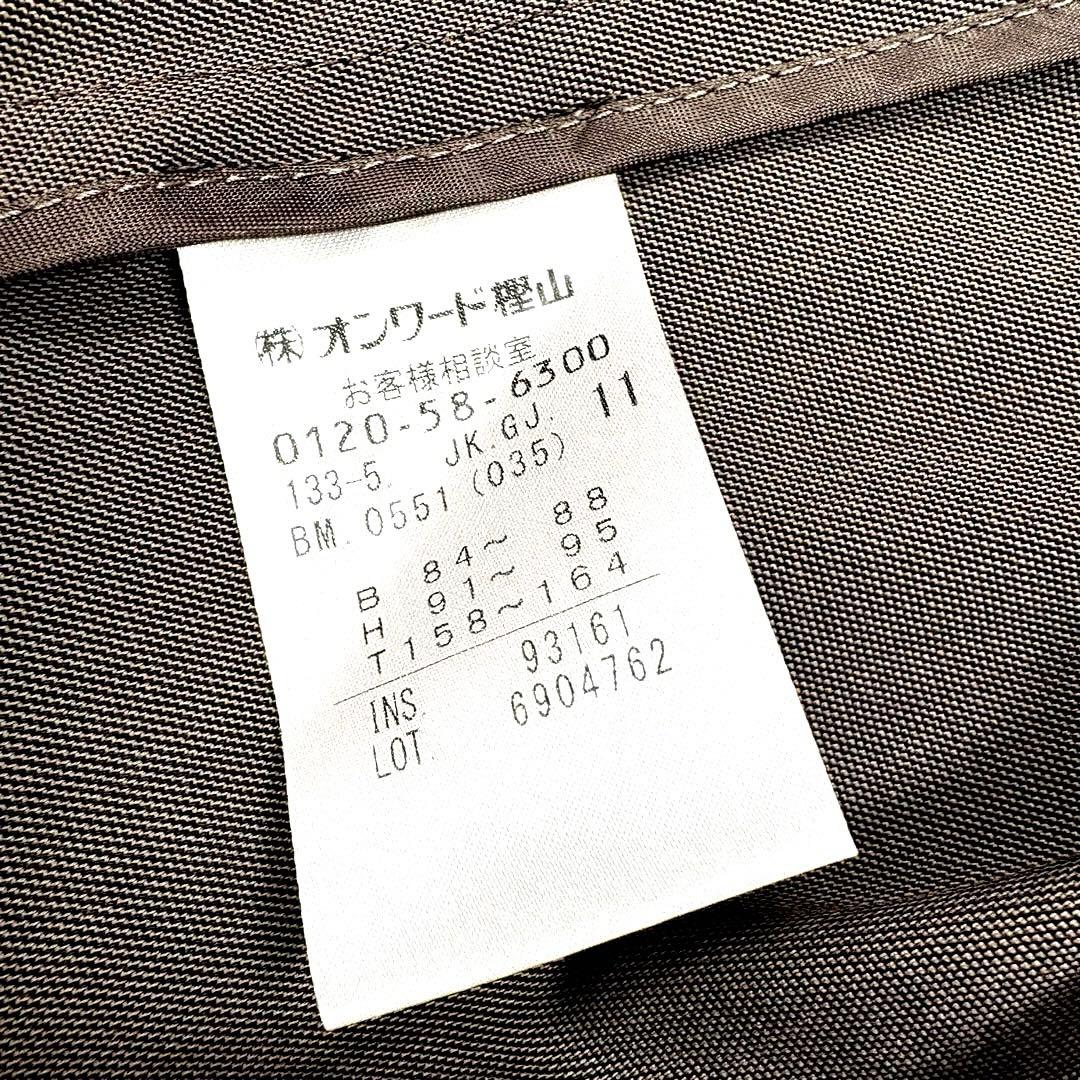 (株)オンワード樫山
お客様相談室
0120-58-6300
133-5. JK.GJ. 11
BM. 0551 (035)
B 84~ 88
H 91~ 95
T158~164
INS. 93161
LOT. 6904762